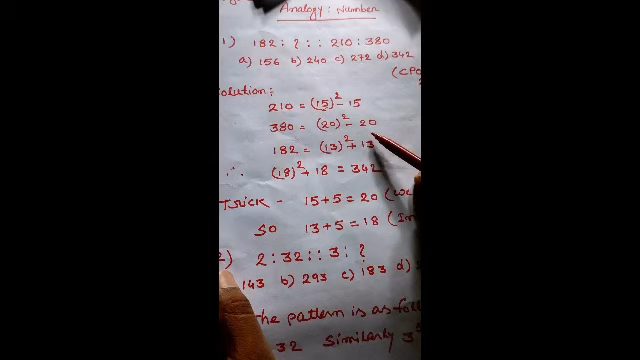 Analogy: Number
1) 182 : ? : : 210 : 380
a) 156 b) 240 c) 272 d) 342
(CPO
Solution:
210 = (15)² - 15
380 = (20)² - 20
182 = (13)² + 13
∴ (18)² + 18 = 342
Trick - 15 + 5 = 20
So 13 + 5 = 18
2) 2 : 32 : : 3 : ?
143 b) 293 c) 183 d)
The pattern is as
32 Similarly 3⁵